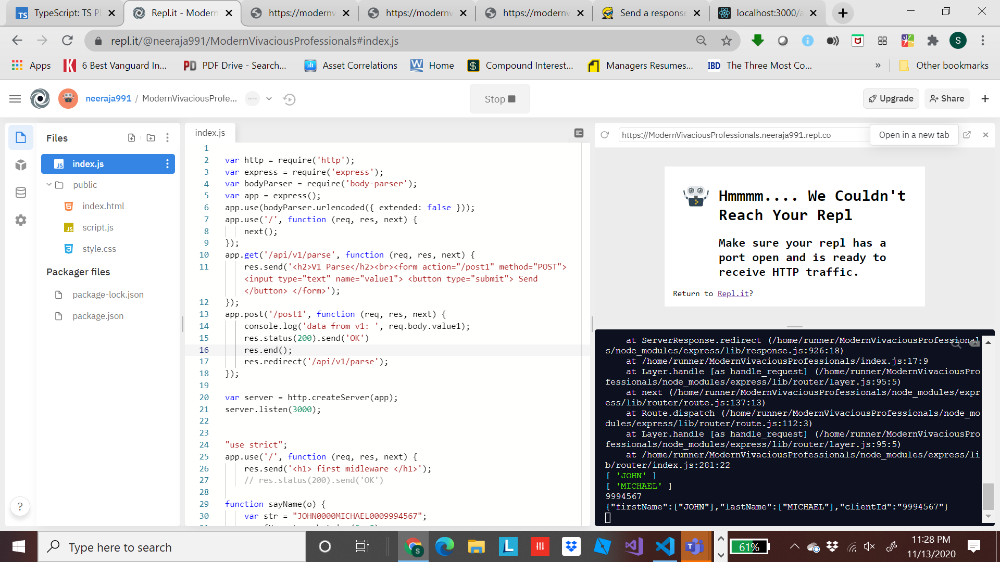 TypeScript: TS Pl
Repl.it - Modern
https://modernv
https://modernv
https://modernv
Send a response
localhost:3000/a
repl.it/@neeraja991/ModernVivaciousProfessionals#index.js
S
Apps
6 Best Vanguard In...
PDF Drive - Search...
Asset Correlations
Home
Compound Interest...
Managers Resumes...
IBD The Three Most Co...
»
Other bookmarks
neeraja991 / ModernVivaciousProfe...
Stop
Upgrade
Share
Files
index.js
public
index.html
script.js
style.css
Packager files
package-lock.json
package.json
?
index.js
1
2 var http = require('http');
3 var express = require('express');
4 var bodyParser = require('body-parser');
5 var app = express();
6 app.use(bodyParser.urlencoded({ extended: false }));
7 app.use('/', function (req, res, next) {
8 next();
9 });
10 app.get('/api/v1/parse', function (req, res, next) {
11 res.send('<h2>V1 Parse</h2><br><form action="/post1" method="POST">
<input type="text" name="value1"> <button type="submit"> Send
</button> </form>');
12 });
13 app.post('/post1', function (req, res, next) {
14 console.log('data from v1: ', req.body.value1);
15 res.status(200).send('OK')
16 res.end();
17 res.redirect('/api/v1/parse');
18 });
19
20 var server = http.createServer(app);
21 server.listen(3000);
22
23
24 "use strict";
25 app.use('/', function (req, res, next) {
26 res.send('<h1> first midleware </h1>');
27 // res.status(200).send('OK')
28
29 function sayName(o) {
30 var str = "JOHN0000MICHAEL0009994567";
https://ModernVivaciousProfessionals.neeraja991.repl.co
Open in a new tab
Hmmmm.... We Couldn't
Reach Your Repl
Make sure your repl has a
port open and is ready to
receive HTTP traffic.
Return to Repl.it?
at ServerResponse.redirect (/home/runner/ModernVivaciousProfessional
s/node_modules/express/lib/response.js:926:18)
at /home/runner/ModernVivaciousProfessionals/index.js:17:9
at Layer.handle [as handle_request] (/home/runner/ModernVivaciousPro
fessionals/node_modules/express/lib/router/layer.js:95:5)
at next (/home/runner/ModernVivaciousProfessionals/node_modules/expr
ess/lib/router/route.js:137:13)
at Route.dispatch (/home/runner/ModernVivaciousProfessionals/node_mo
dules/express/lib/router/route.js:112:3)
at Layer.handle [as handle_request] (/home/runner/ModernVivaciousPro
fessionals/node_modules/express/lib/router/layer.js:95:5)
at /home/runner/ModernVivaciousProfessionals/node_modules/express/li
b/router/index.js:281:22
[ 'JOHN' ]
[ 'MICHAEL' ]
9994567
{"firstName":["JOHN"],"lastName":["MICHAEL"],"clientId":"9994567"}
Type here to search
61%
11:28 PM
11/13/2020